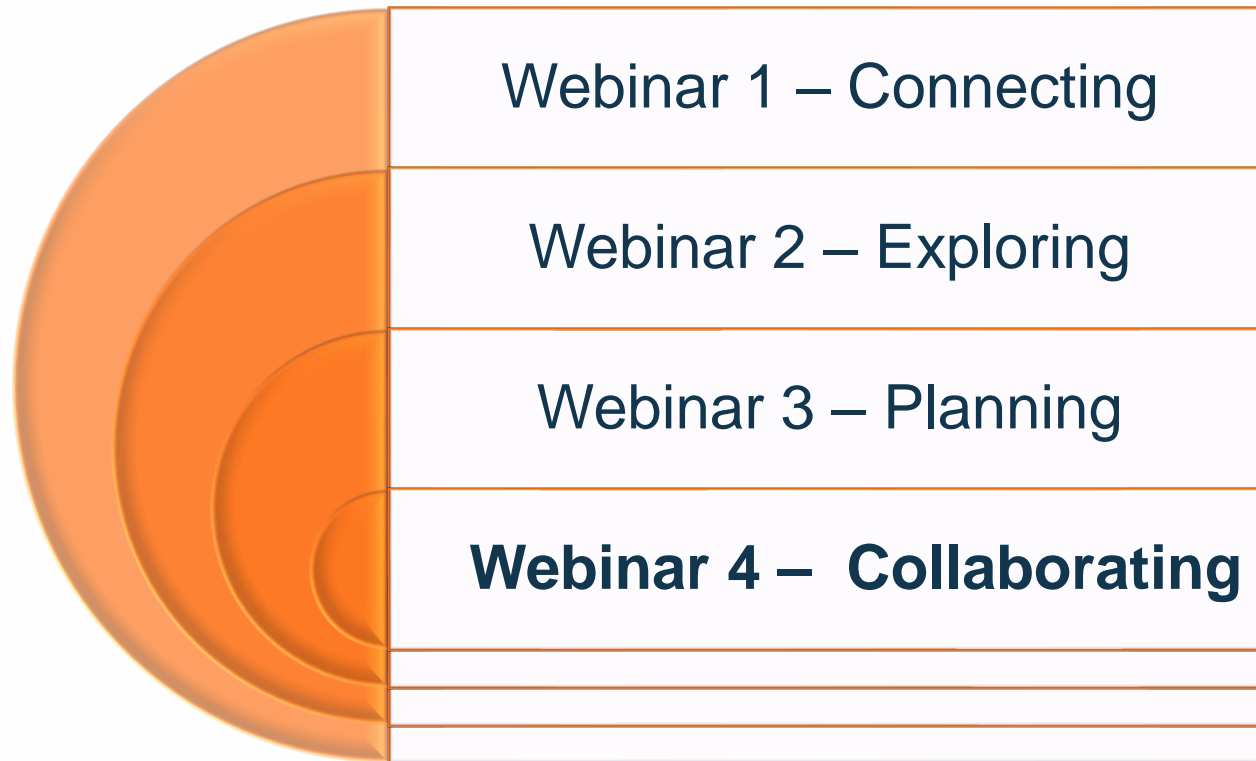 Webinar 1 – Connecting
Webinar 2 – Exploring
Webinar 3 – Planning
Webinar 4 –  Collaborating